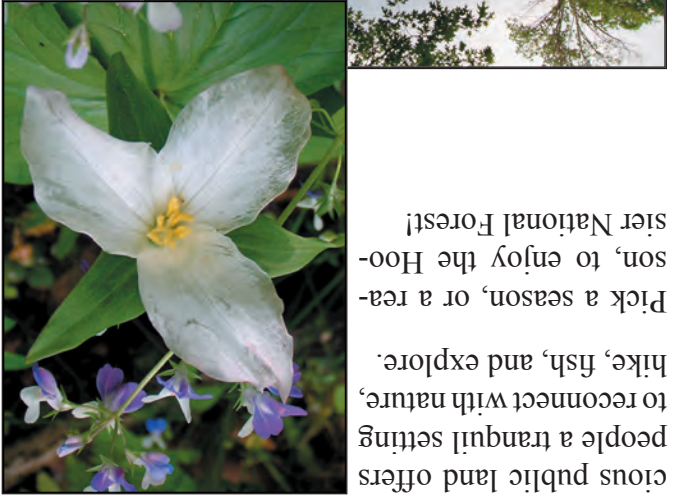 cious public land offers
people a tranquil setting
to reconnect with nature,
hike, fish, and explore.
Pick a season, or a rea-
son, to enjoy the Hoo-
sier National Forest!